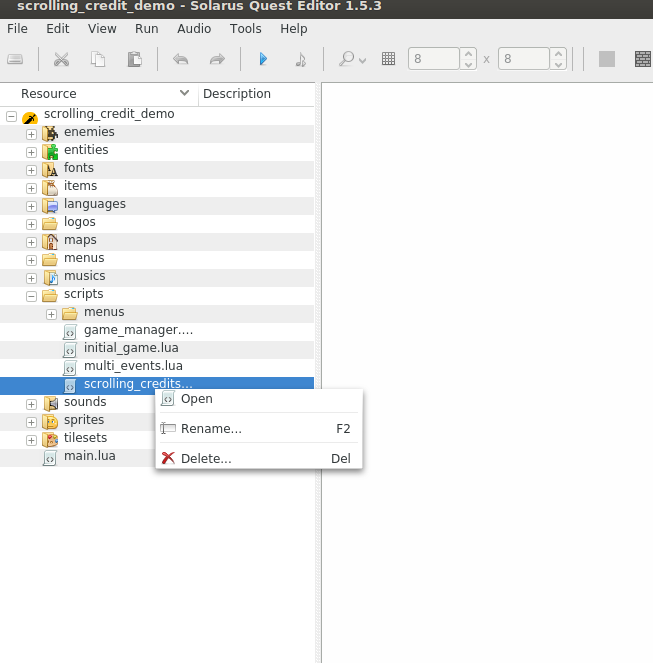 scrolling_credit_demo - Solarus Quest Editor 1.5.3
File Edit View Run Audio Tools Help
8 x 8
Resource Description
scrolling_credit_demo
enemies
entities
fonts
items
languages
logos
maps
menus
musics
scripts
menus
game_manager....
initial_game.lua
multi_events.lua
scrolling_credits...
sounds
sprites
tilesets
main.lua
Open
Rename... F2
Delete... Del